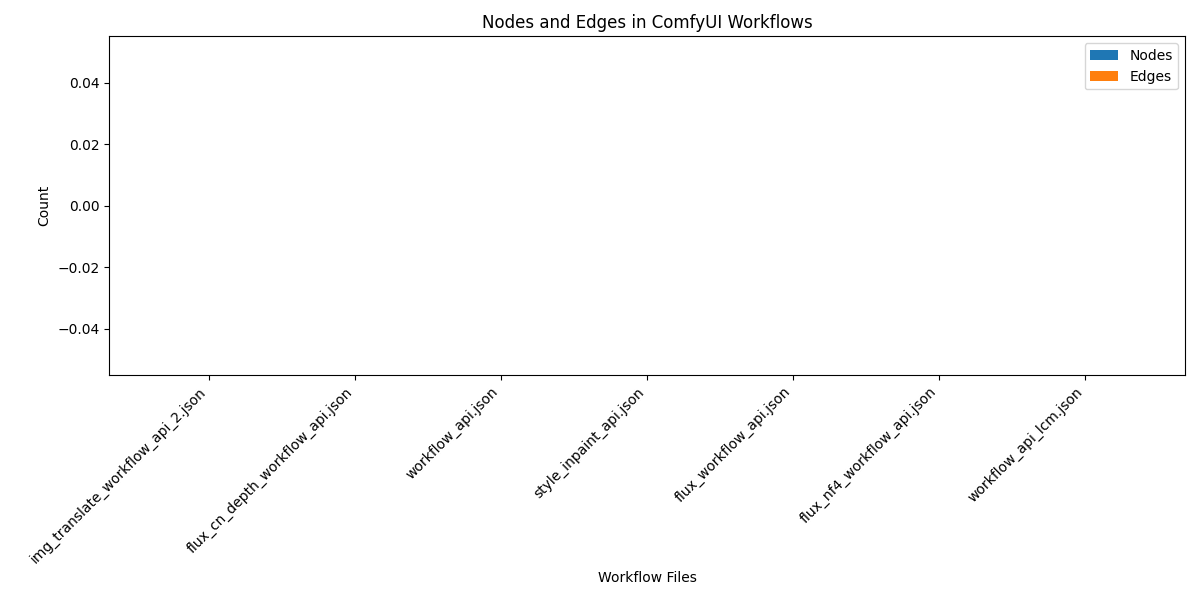 Nodes and Edges in ComfyUI Workflows
Nodes
Edges
0.04
0.02
0.00
−0.02
−0.04
Count
img_translate_workflow_api_2.json
flux_cn_depth_workflow_api.json
workflow_api.json
style_inpaint_api.json
flux_workflow_api.json
flux_nf4_workflow_api.json
workflow_api_lcm.json
Workflow Files